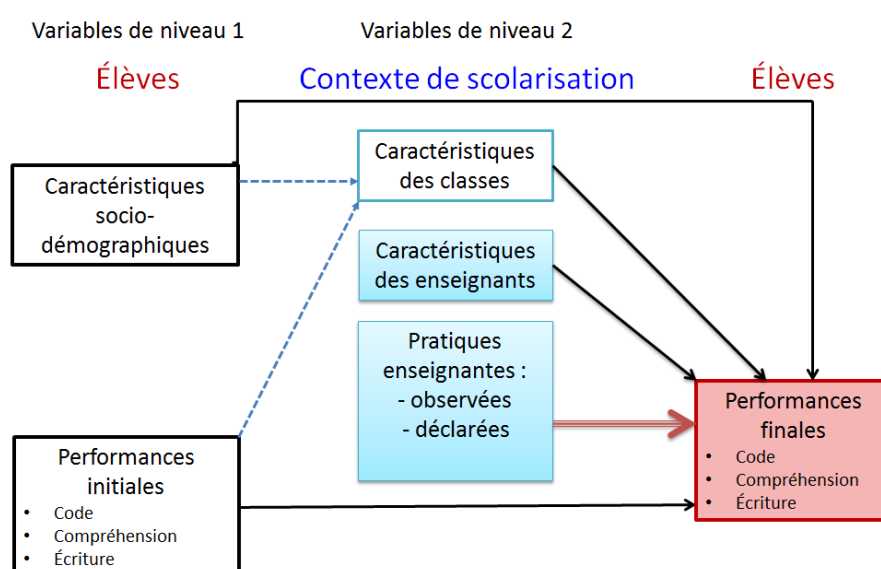 Variables de niveau 1
Variables de niveau 2
Élèves
Contexte de scolarisation
Élèves
Caractéristiques
socio-
démographiques
Caractéristiques
des classes
Caractéristiques
des enseignants
Pratiques
enseignantes :
- observées
- déclarées
Performances
initiales
• Code
• Compréhension
• Écriture
Performances
finales
• Code
• Compréhension
• Écriture